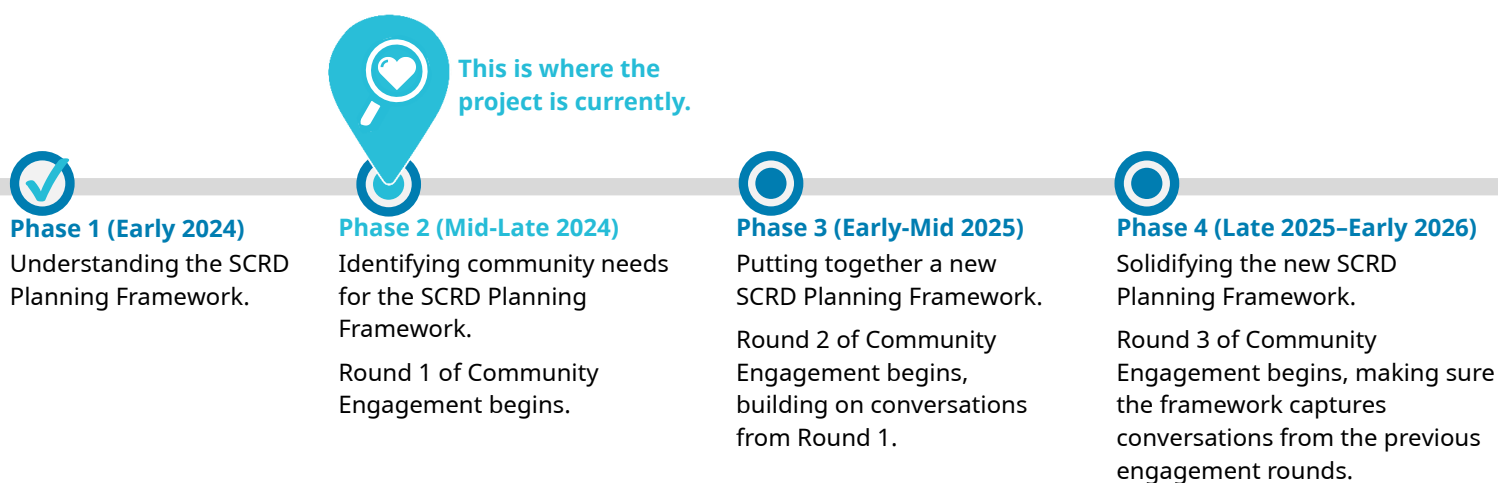 This is where the
project is currently.
Phase 1 (Early 2024)
Understanding the SCRD
Planning Framework.
Phase 2 (Mid-Late 2024)
Identifying community needs
for the SCRD Planning
Framework.
Round 1 of Community
Engagement begins.
Phase 3 (Early-Mid 2025)
Putting together a new
SCRD Planning Framework.
Round 2 of Community
Engagement begins,
building on conversations
from Round 1.
Phase 4 (Late 2025–Early 2026)
Solidifying the new SCRD
Planning Framework.
Round 3 of Community
Engagement begins, making sure
the framework captures
conversations from the previous
engagement rounds.